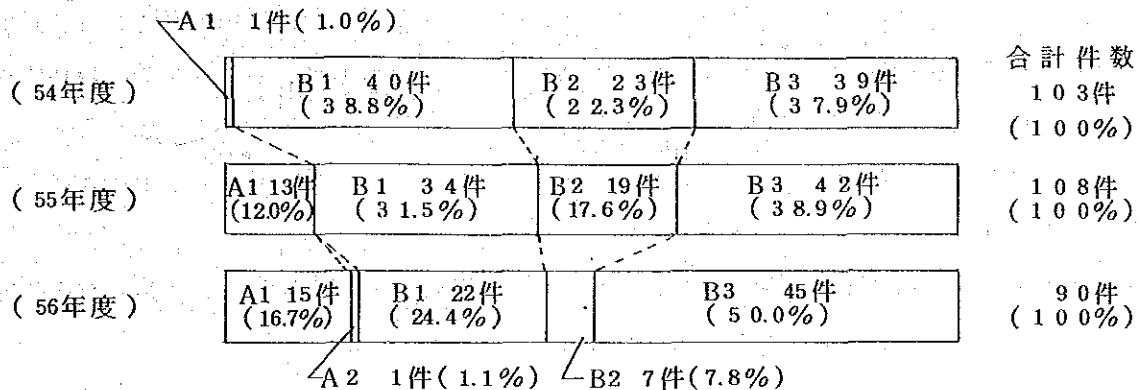 A1 1件(1.0%)
合計件数
(54年度)
B1 40件
(38.8%)
B2 23件
(22.3%)
B3 39件
(37.9%)
103件
(100%)
(55年度)
A1 13件
(12.0%)
B1 34件
(31.5%)
B2 19件
(17.6%)
B3 42件
(38.9%)
108件
(100%)
(56年度)
A1 15件
(16.7%)
B1 22件
(24.4%)
B3 45件
(50.0%)
90件
(100%)
A2 1件(1.1%)
B2 7件(7.8%)